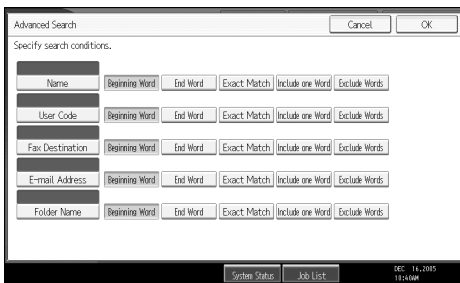 Advanced Search Cancel OK
Specify search conditions.
Name Beginning Word End Word Exact Match Include one Word Exclude Words
User Code Beginning Word End Word Exact Match Include one Word Exclude Words
Fax Destination Beginning Word End Word Exact Match Include one Word Exclude Words
E-mail Address Beginning Word End Word Exact Match Include one Word Exclude Words
Folder Name Beginning Word End Word Exact Match Include one Word Exclude Words
System Status Job List DEC 16,2005
10:40AM